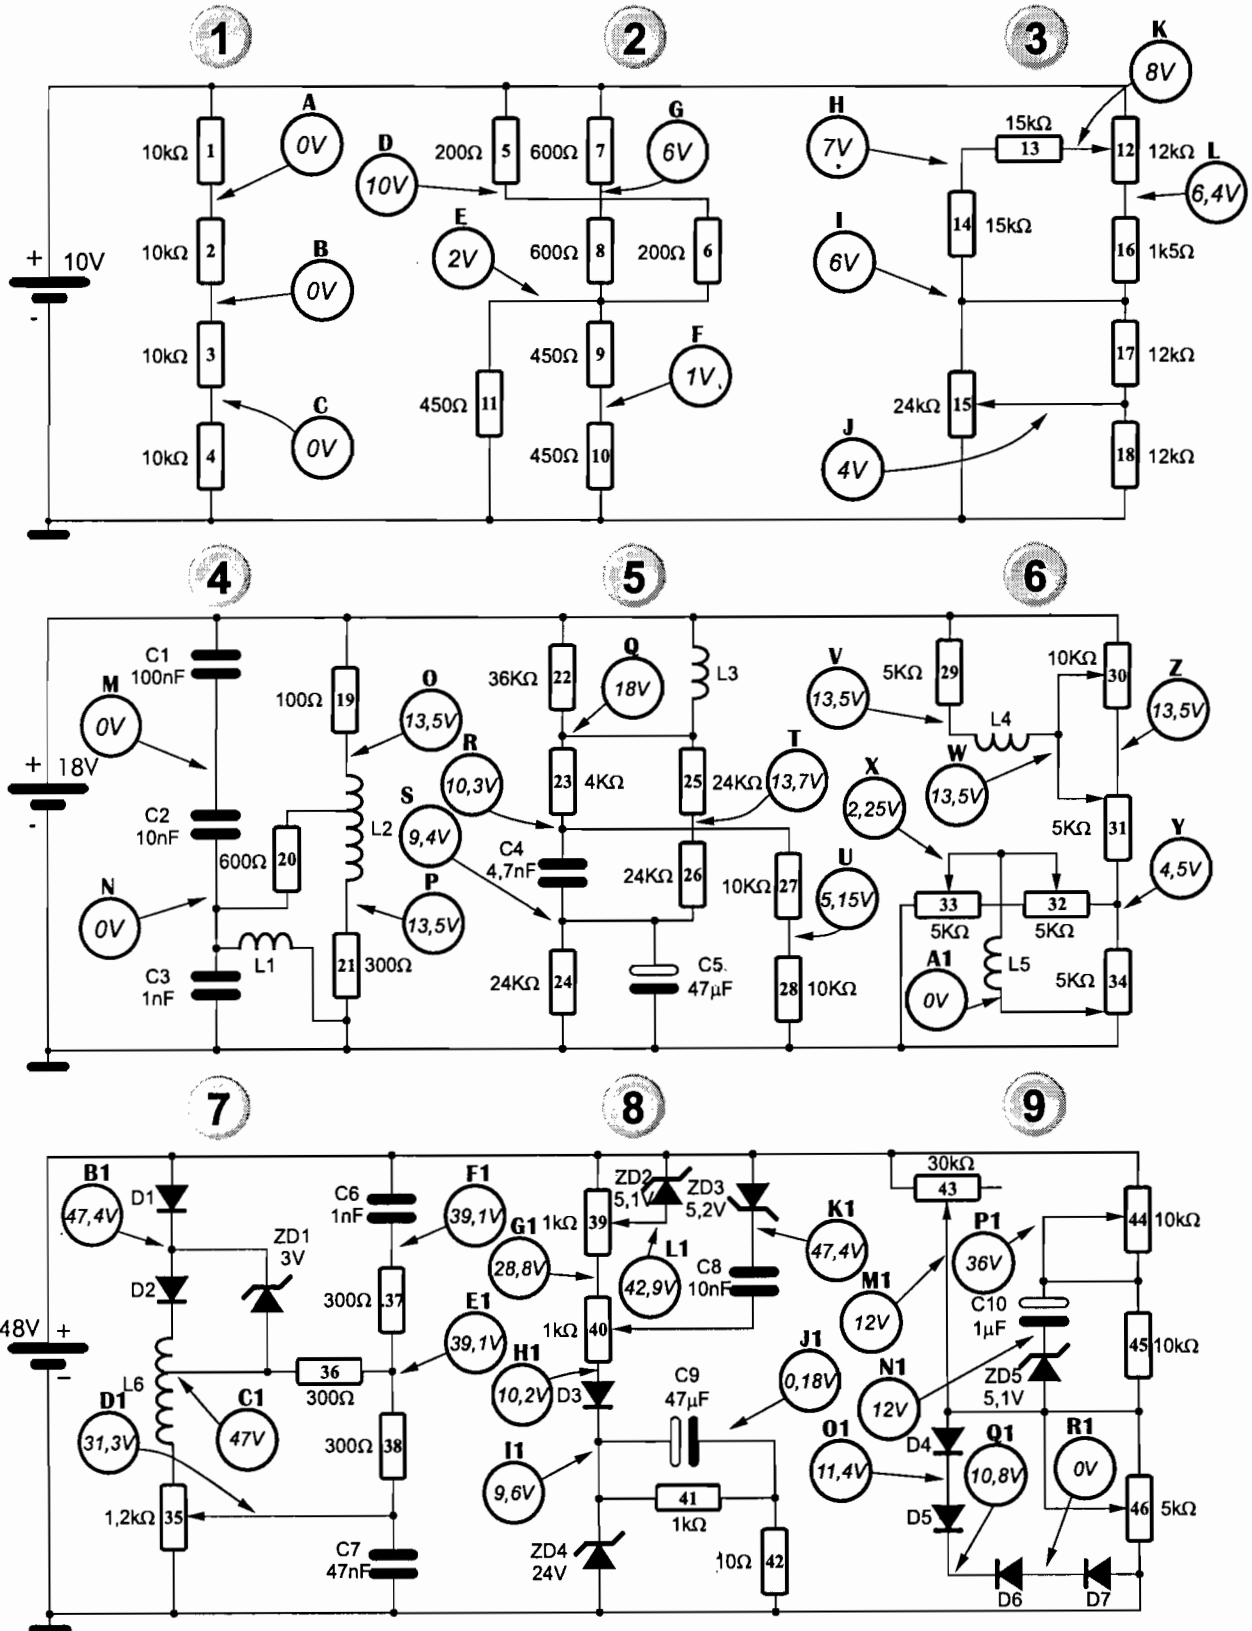 1
2
3
K
8V
A
0V
G
6V
H
7V
15kΩ
13
10kΩ
1
200Ω
5
600Ω
7
12
12kΩ
L
6,4V
D
10V
E
2V
I
6V
14
15kΩ
+
10V
-
10kΩ
2
B
0V
600Ω
8
200Ω
6
16
1k5Ω
10kΩ
3
450Ω
9
F
1V
17
12kΩ
450Ω
11
24kΩ
15
C
0V
10kΩ
4
450Ω
10
J
4V
18
12kΩ
4
5
6
C1
100nF
M
0V
100Ω
19
O
13,5V
36KΩ
22
Q
18V
L3
V
13,5V
5KΩ
29
10KΩ
30
Z
13,5V
L4
+
18V
-
C2
10nF
600Ω
20
L2
R
10,3V
S
9,4V
23
4KΩ
25
24KΩ
T
13,7V
X
2,25V
W
13,5V
5KΩ
31
C4
4,7nF
24KΩ
26
10KΩ
27
U
5,15V
Y
4,5V
N
0V
P
13,5V
33
5KΩ
32
5KΩ
L1
C3
1nF
21
300Ω
24KΩ
24
C5
47µF
28
10KΩ
A1
0V
L5
5KΩ
34
7
8
9
B1
47,4V
D1
ZD1
3V
C6
1nF
F1
39,1V
ZD2
5,1V
ZD3
5,2V
30kΩ
43
1kΩ
39
G1
28,8V
K1
47,4V
P1
36V
44
10kΩ
D2
300Ω
37
E1
39,1V
L1
42,9V
C8
10nF
M1
12V
C10
1µF
48V
+
−
1kΩ
40
45
10kΩ
L6
36
300Ω
H1
10,2V
D3
C9
47µF
J1
0,18V
N1
12V
ZD5
5,1V
D1
31,3V
C1
47V
300Ω
38
I1
9,6V
O1
11,4V
D4
Q1
10,8V
R1
0V
1,2kΩ
35
41
1kΩ
D5
46
5kΩ
C7
47nF
ZD4
24V
10Ω
42
D6
D7